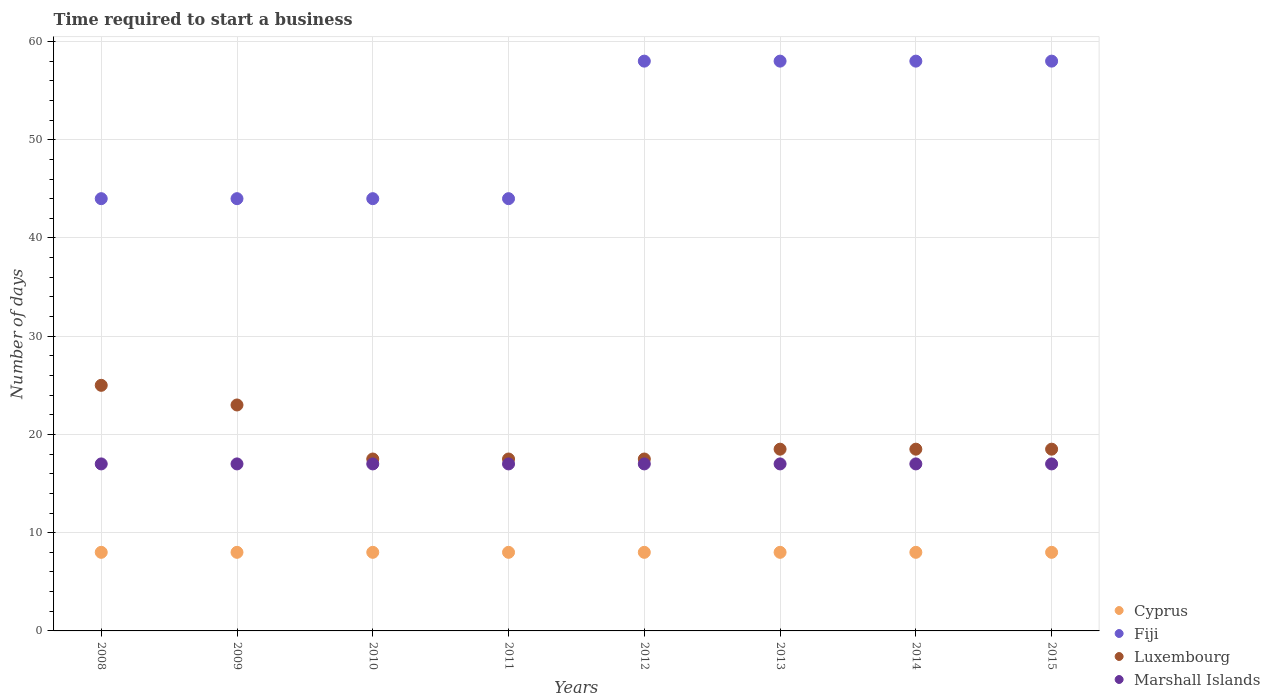 Time required to start a business
60
50
40
30
20
10
0
Number of days
2008
2009
2010
2011
2012
2013
2014
2015
Years
Cyprus
Fiji
Luxembourg
Marshall Islands